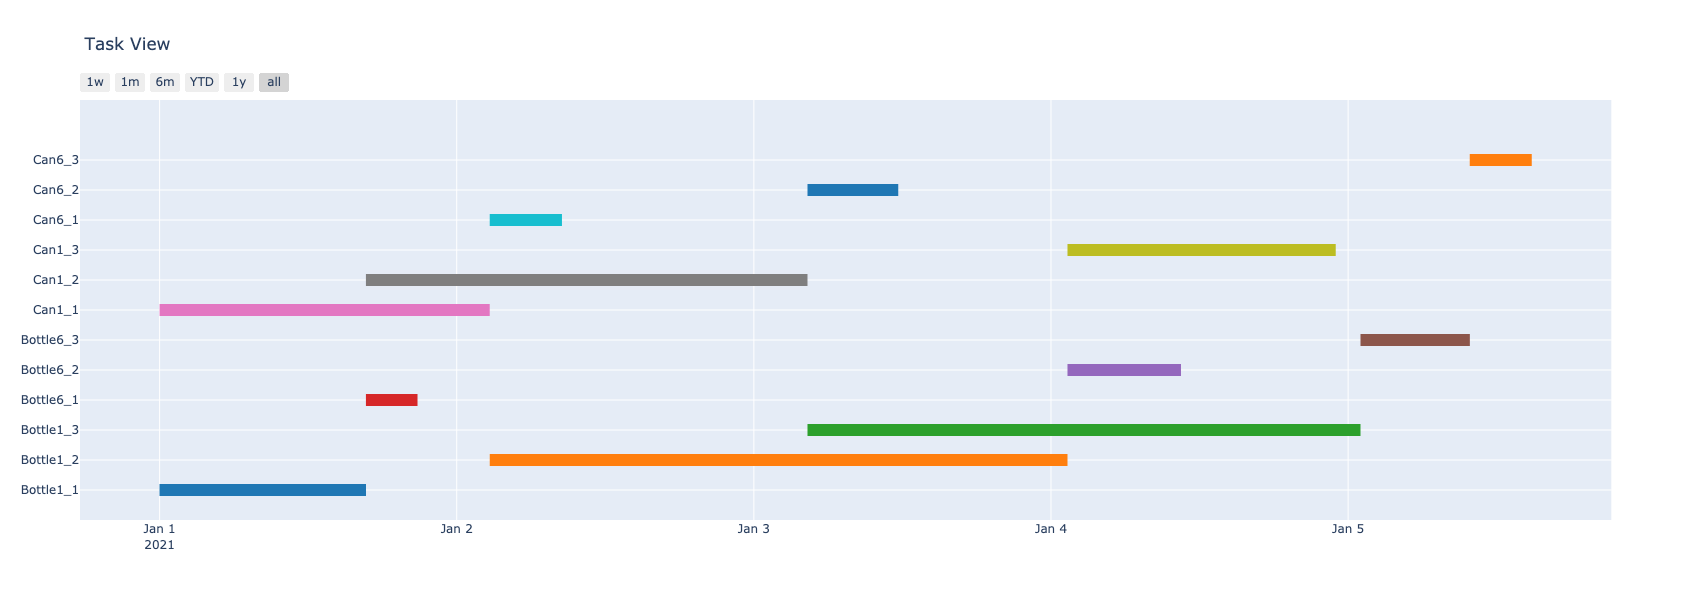 Task View
1w 1m 6m YTD 1y all
Can6_3
Can6_2
Can6_1
Can1_3
Can1_2
Can1_1
Bottle6_3
Bottle6_2
Bottle6_1
Bottle1_3
Bottle1_2
Bottle1_1
Jan 1 Jan 2 Jan 3 Jan 4 Jan 5
2021